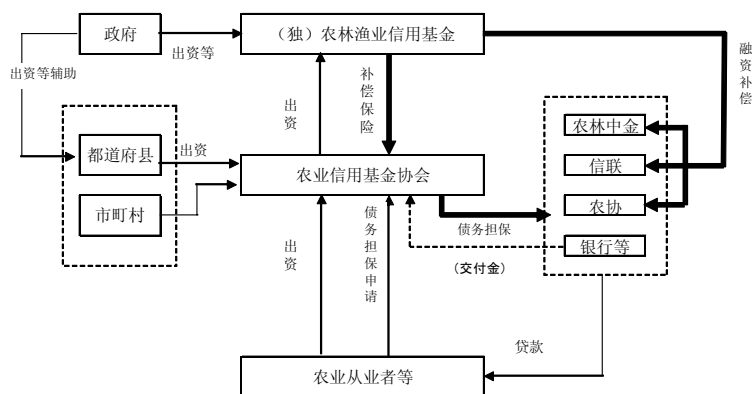 政府
出资等
（独）农林渔业信用基金
出资等辅助
出资
补偿保险
融资补偿
都道府县
出资
市町村
农业信用基金协会
农林中金
信联
农协
银行等
债务担保
（交付金）
出资
债务担保申请
贷款
农业从业者等